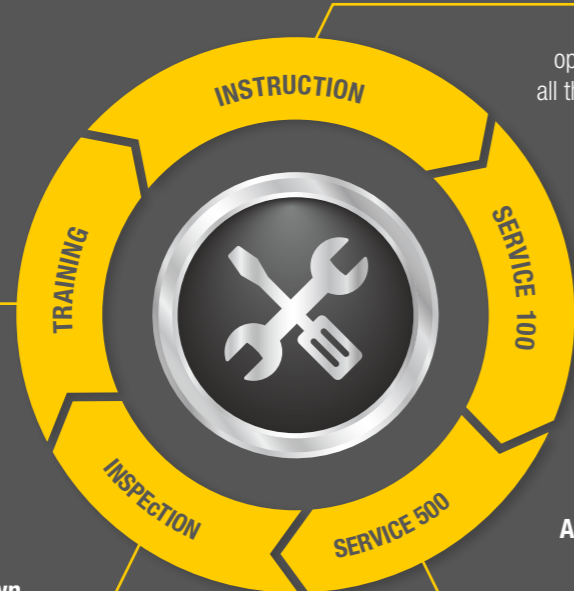 op
all th
INSTRUCTION
SERVICE 100
TRAINING
INSPEcTION
SERVICE 500
A
wn